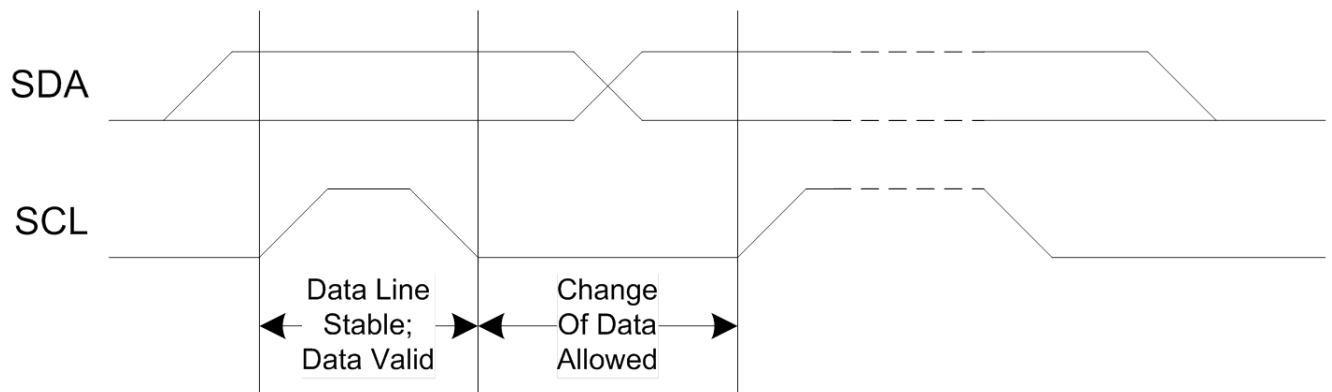 SDA
SCL
Data Line
Stable;
Data Valid
Change
Of Data
Allowed